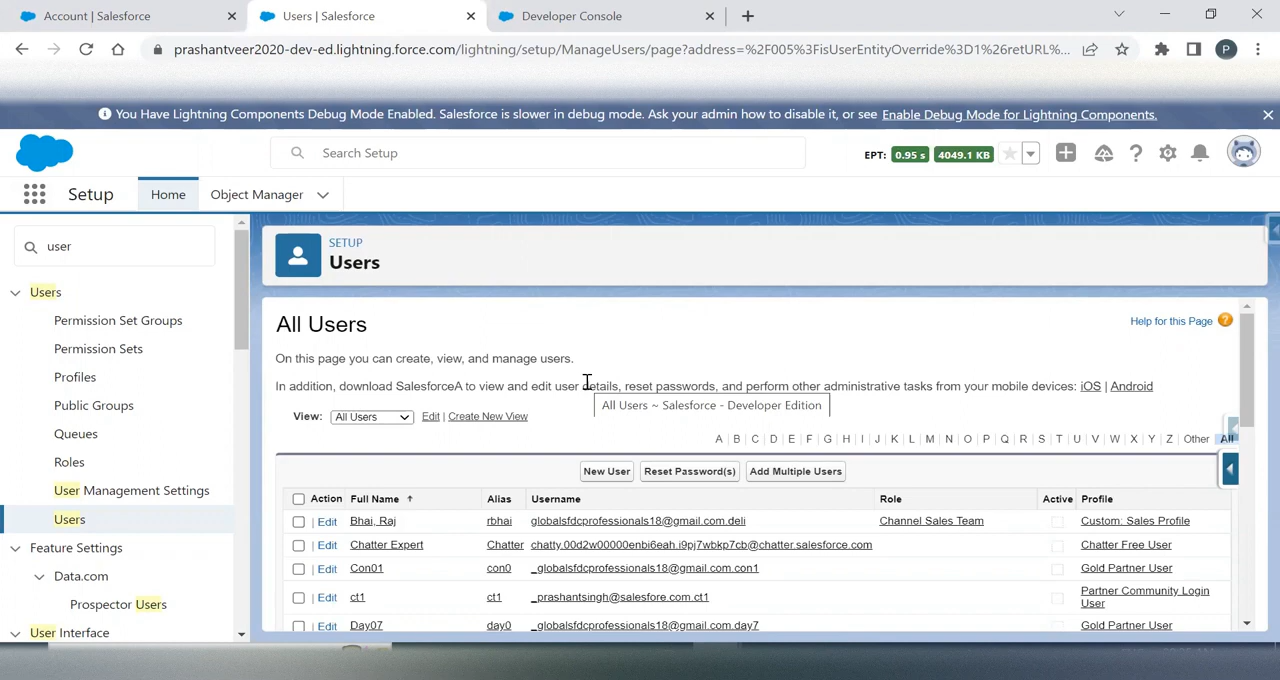 Account | Salesforce
Users | Salesforce
Developer Console
prashantveer2020-dev-ed.lightning.force.com/lightning/setup/ManageUsers/page?address=%2F005%3FisUserEntityOverride%3D1%26retURL%...
P
You Have Lightning Components Debug Mode Enabled. Salesforce is slower in debug mode. Ask your admin how to disable it, or see Enable Debug Mode for Lightning Components.
Search Setup
EPT: 0.95 s 4049.1 KB
Setup
Home
Object Manager
user
Users
Permission Set Groups
Permission Sets
Profiles
Public Groups
Queues
Roles
User Management Settings
Users
Feature Settings
Data.com
Prospector Users
User Interface
SETUP
Users
All Users
Help for this Page ?
On this page you can create, view, and manage users.
In addition, download SalesforceA to view and edit user details, reset passwords, and perform other administrative tasks from your mobile devices: iOS | Android
All Users ~ Salesforce - Developer Edition
View: All Users Edit | Create New View
A | B | C | D | E | F | G | H | I | J | K | L | M | N | O | P | Q | R | S | T | U | V | W | X | Y | Z | Other | All
New User Reset Password(s) Add Multiple Users
Action Full Name ↑ Alias Username Role Active Profile
| Edit Bhai, Raj rbhai globalsfdcprofessionals18@gmail.com.deli Channel Sales Team Custom: Sales Profile
| Edit Chatter Expert Chatter chatty.00d2w00000enbi6eah.i9pj7wbkp7cb@chatter.salesforce.com Chatter Free User
| Edit Con01 con0 _globalsfdcprofessionals18@gmail.com.con1 Gold Partner User
| Edit ct1 ct1 _prashantsingh@salesfore.com.ct1 Partner Community Login User
| Edit Day07 day0 _globalsfdcprofessionals18@gmail.com.day7 Gold Partner User